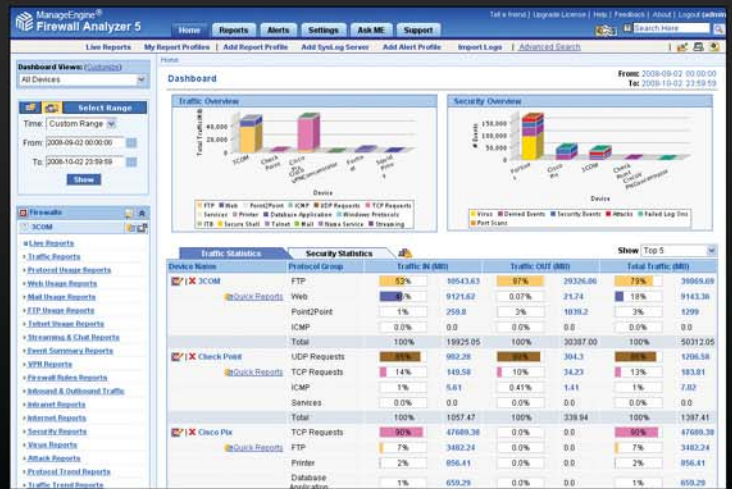 ManageEngine®
Firewall Analyzer 5
Tell a friend | Upgrade License | Help | Feedback | About | Logout (admin
Home Reports Alerts Settings Ask ME Support
Search Here
Live Reports My Report Profiles | Add Report Profile Add SysLog Server Add Alert Profile Import Logs | Advanced Search
Dashboard Views: (Customize)
All Devices
Select Range
Time: Custom Range
From: 2008-09-02 00:00:00
To: 2008-10-02 23:59:59
Show
Firewalls
3COM
Live Reports
Traffic Reports
Protocol Usage Reports
Web Usage Reports
Mail Usage Reports
FTP Usage Reports
Telnet Usage Reports
Streaming & Chat Reports
Event Summary Reports
VPN Reports
Firewall Rules Reports
Inbound & Outbound Traffic
Intranet Reports
Internet Reports
Security Reports
Virus Reports
Attack Reports
Protocol Trend Reports
Traffic Trend Reports
Home
Dashboard
From: 2008-09-02 00:00:00
To: 2008-10-02 23:59:59
Traffic Overview
Total Traffic(MB)
3COM
Check Point
Cisco Pix
Device
FTP Web Point2Point ICMP UDP Requests TCP Requests
Services Printer Database Application Windows Protocols
ITB Secure Shell Telnet Mail Name Service Streaming
Security Overview
# Events
150,000
100,000
50,000
Cisco Pix
3COM
Check Point
Device
Virus Denied Events Security Events Attacks Failed Log Ons
Port Scans
Traffic Statistics Security Statistics
Show Top 5
Device Name Protocol Group Traffic IN (MB) Traffic OUT (MB) Total Traffic (MB)
3COM FTP 53% 10543.63 97% 29326.06 79% 39869.69
Quick Reports Web 9121.62 0.07% 21.74 18% 9143.36
Point2Point 1% 259.8 3% 1039.2 3% 1299
ICMP 0.0% 0.0 0.0% 0.0 0.0% 0.0
Total 100% 19925.05 100% 30387.00 100% 50312.05
Check Point UDP Requests 902.28 304.3 1206.58
Quick Reports TCP Requests 14% 149.58 10% 34.23 13% 183.81
ICMP 1% 5.61 0.41% 1.41 1% 7.02
Services 0.0% 0.0 0.0% 0.0 0.0% 0.0
Total 100% 1057.47 100% 339.94 100% 1397.41
Cisco Pix TCP Requests 90% 47680.38 0.0% 0.0 90% 47680.38
Quick Reports FTP 7% 3482.24 0.0% 0.0 7% 3482.24
Printer 2% 856.41 0.0% 0.0 2% 856.41
Database Application 1% 659.29 0.0% 0.0 1% 659.29